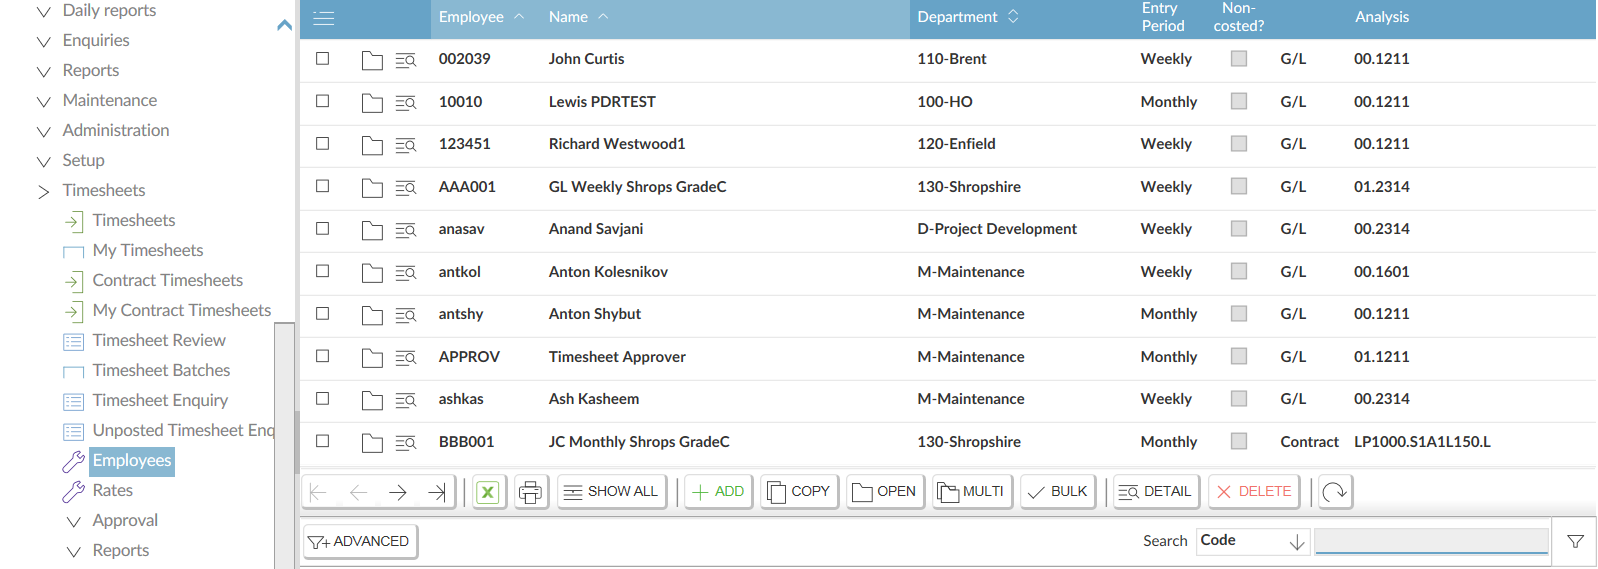 Daily reports
Enquiries
Reports
Maintenance
Administration
Setup
Timesheets
Timesheets
My Timesheets
Contract Timesheets
My Contract Timesheets
Timesheet Review
Timesheet Batches
Timesheet Enquiry
Unposted Timesheet Enq
Employees
Rates
Approval
Reports
Employee Name Department Entry Period Non-costed? Analysis
002039 John Curtis 110-Brent Weekly G/L 00.1211
10010 Lewis PDRTEST 100-HO Monthly G/L 00.1211
123451 Richard Westwood1 120-Enfield Weekly G/L 00.1211
AAA001 GL Weekly Shrops GradeC 130-Shropshire Weekly G/L 01.2314
anasav Anand Savjani D-Project Development Weekly G/L 00.2314
antkol Anton Kolesnikov M-Maintenance Weekly G/L 00.1601
antshy Anton Shybut M-Maintenance Monthly G/L 00.1211
APPROV Timesheet Approver M-Maintenance Monthly G/L 01.1211
ashkas Ash Kasheem M-Maintenance Weekly G/L 00.2314
BBB001 JC Monthly Shrops GradeC 130-Shropshire Monthly Contract LP1000.S1A1L150.L
SHOW ALL ADD COPY OPEN MULTI BULK DETAIL DELETE
ADVANCED Search Code